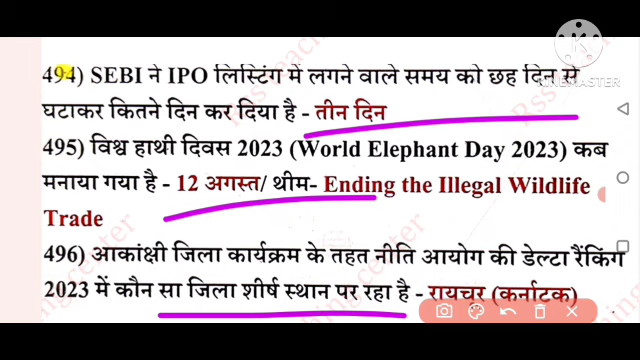 494) SEBI ने IPO लिस्टिंग में लगने वाले समय को छह दिन से
घटाकर कितने दिन कर दिया है - तीन दिन
495) विश्व हाथी दिवस 2023 (World Elephant Day 2023) कब
मनाया गया है - 12 अगस्त/ थीम- Ending the Illegal Wildlife
Trade
496) आकांक्षी जिला कार्यक्रम के तहत नीति आयोग की डेल्टा रैंकिंग
2023 में कौन सा जिला शीर्ष स्थान पर रहा है - रायचूर (कर्नाटक)
KINEMASTER